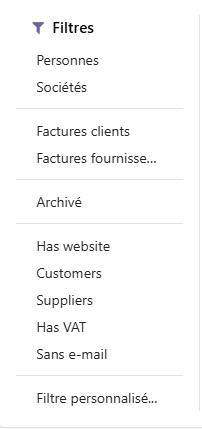 Filtres
Personnes
Sociétés
Factures clients
Factures fournisse...
Archivé
Has website
Customers
Suppliers
Has VAT
Sans e-mail
Filtre personnalisé...